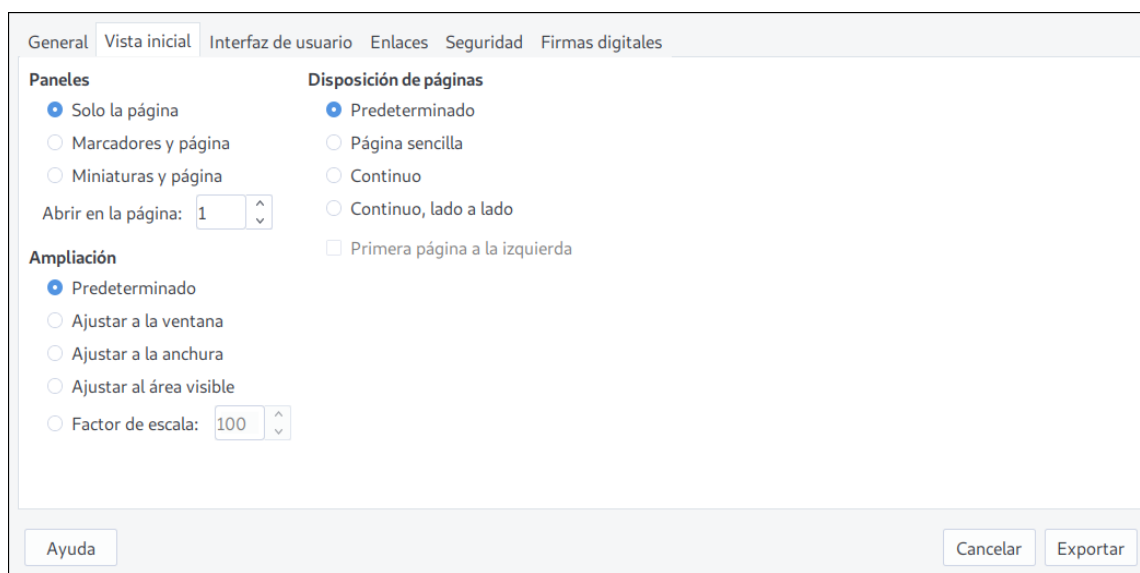 General Vista inicial Interfaz de usuario Enlaces Seguridad Firmas digitales
Paneles
Solo la página
Marcadores y página
Miniaturas y página
Abrir en la página: 1
Ampliación
Predeterminado
Ajustar a la ventana
Ajustar a la anchura
Ajustar al área visible
Factor de escala: 100
Disposición de páginas
Predeterminado
Página sencilla
Continuo
Continuo, lado a lado
Primera página a la izquierda
Ayuda Cancelar Exportar